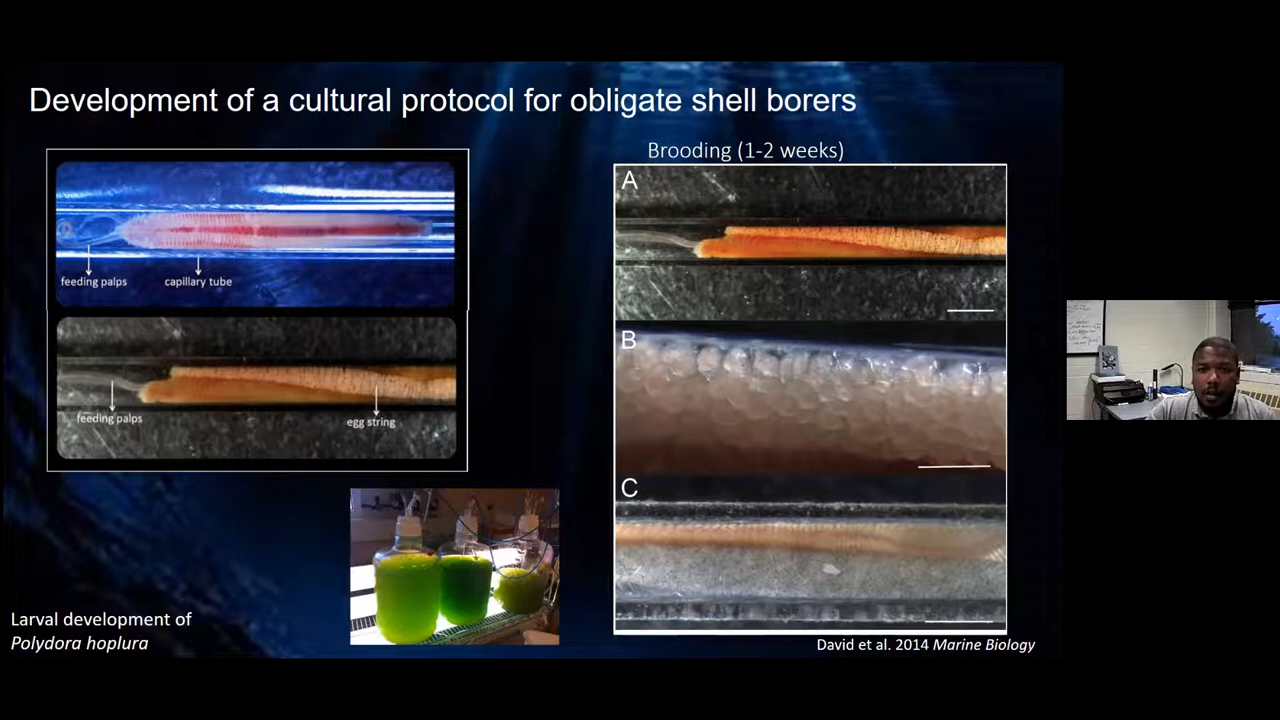 Development of a cultural protocol for obligate shell borers
feeding palps
capillary tube
feeding palps
egg string
Brooding (1-2 weeks)
A
B
C
Larval development of
Polydora hoplura
David et al. 2014 Marine Biology